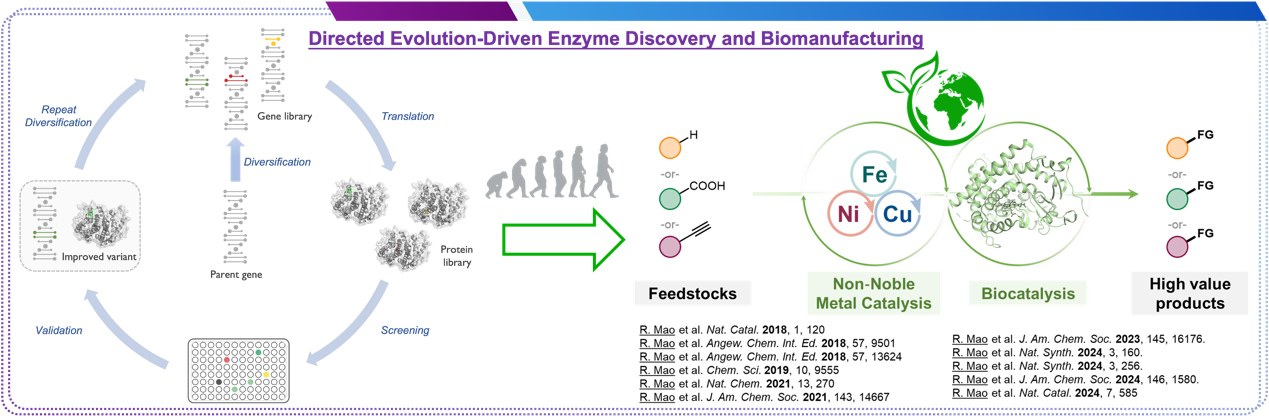 Directed Evolution-Driven Enzyme Discovery and Biomanufacturing
Gene library
Repeat
Diversification
Translation
Diversification
Improved variant
Parent gene
Protein
library
Validation
Screening
H
-or-
COOH
-or-
Feedstocks
Fe
Ni
Cu
Non-Noble
Metal Catalysis
Biocatalysis
FG
-or-
FG
-or-
FG
High value
products
R. Mao et al. Nat. Catal. 2018, 1, 120
R. Mao et al. Angew. Chem. Int. Ed. 2018, 57, 9501
R. Mao et al. Angew. Chem. Int. Ed. 2018, 57, 13624
R. Mao et al. Chem. Sci. 2019, 10, 9555
R. Mao et al. Nat. Chem. 2021, 13, 270
R. Mao et al. J. Am. Chem. Soc. 2021, 143, 14667
R. Mao et al. J. Am. Chem. Soc. 2023, 145, 16176.
R. Mao et al. Nat. Synth. 2024, 3, 160.
R. Mao et al. Nat. Synth. 2024, 3, 256.
R. Mao et al. J. Am. Chem. Soc. 2024, 146, 1580.
R. Mao et al. Nat. Catal. 2024, 7, 585